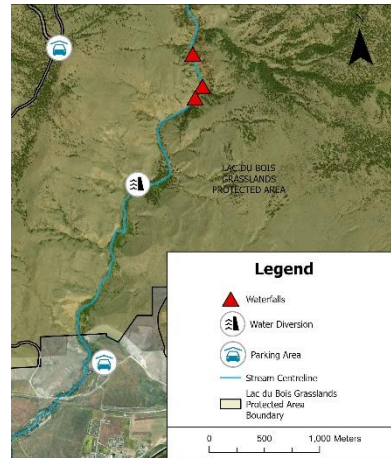 N
LAC DU BOIS
GRASSLANDS
PROTECTED AREA
Legend
Waterfalls
Water Diversion
Parking Area
Stream Centreline
Lac du Bois Grasslands
Protected Area
Boundary
0 500 1,000 Meters